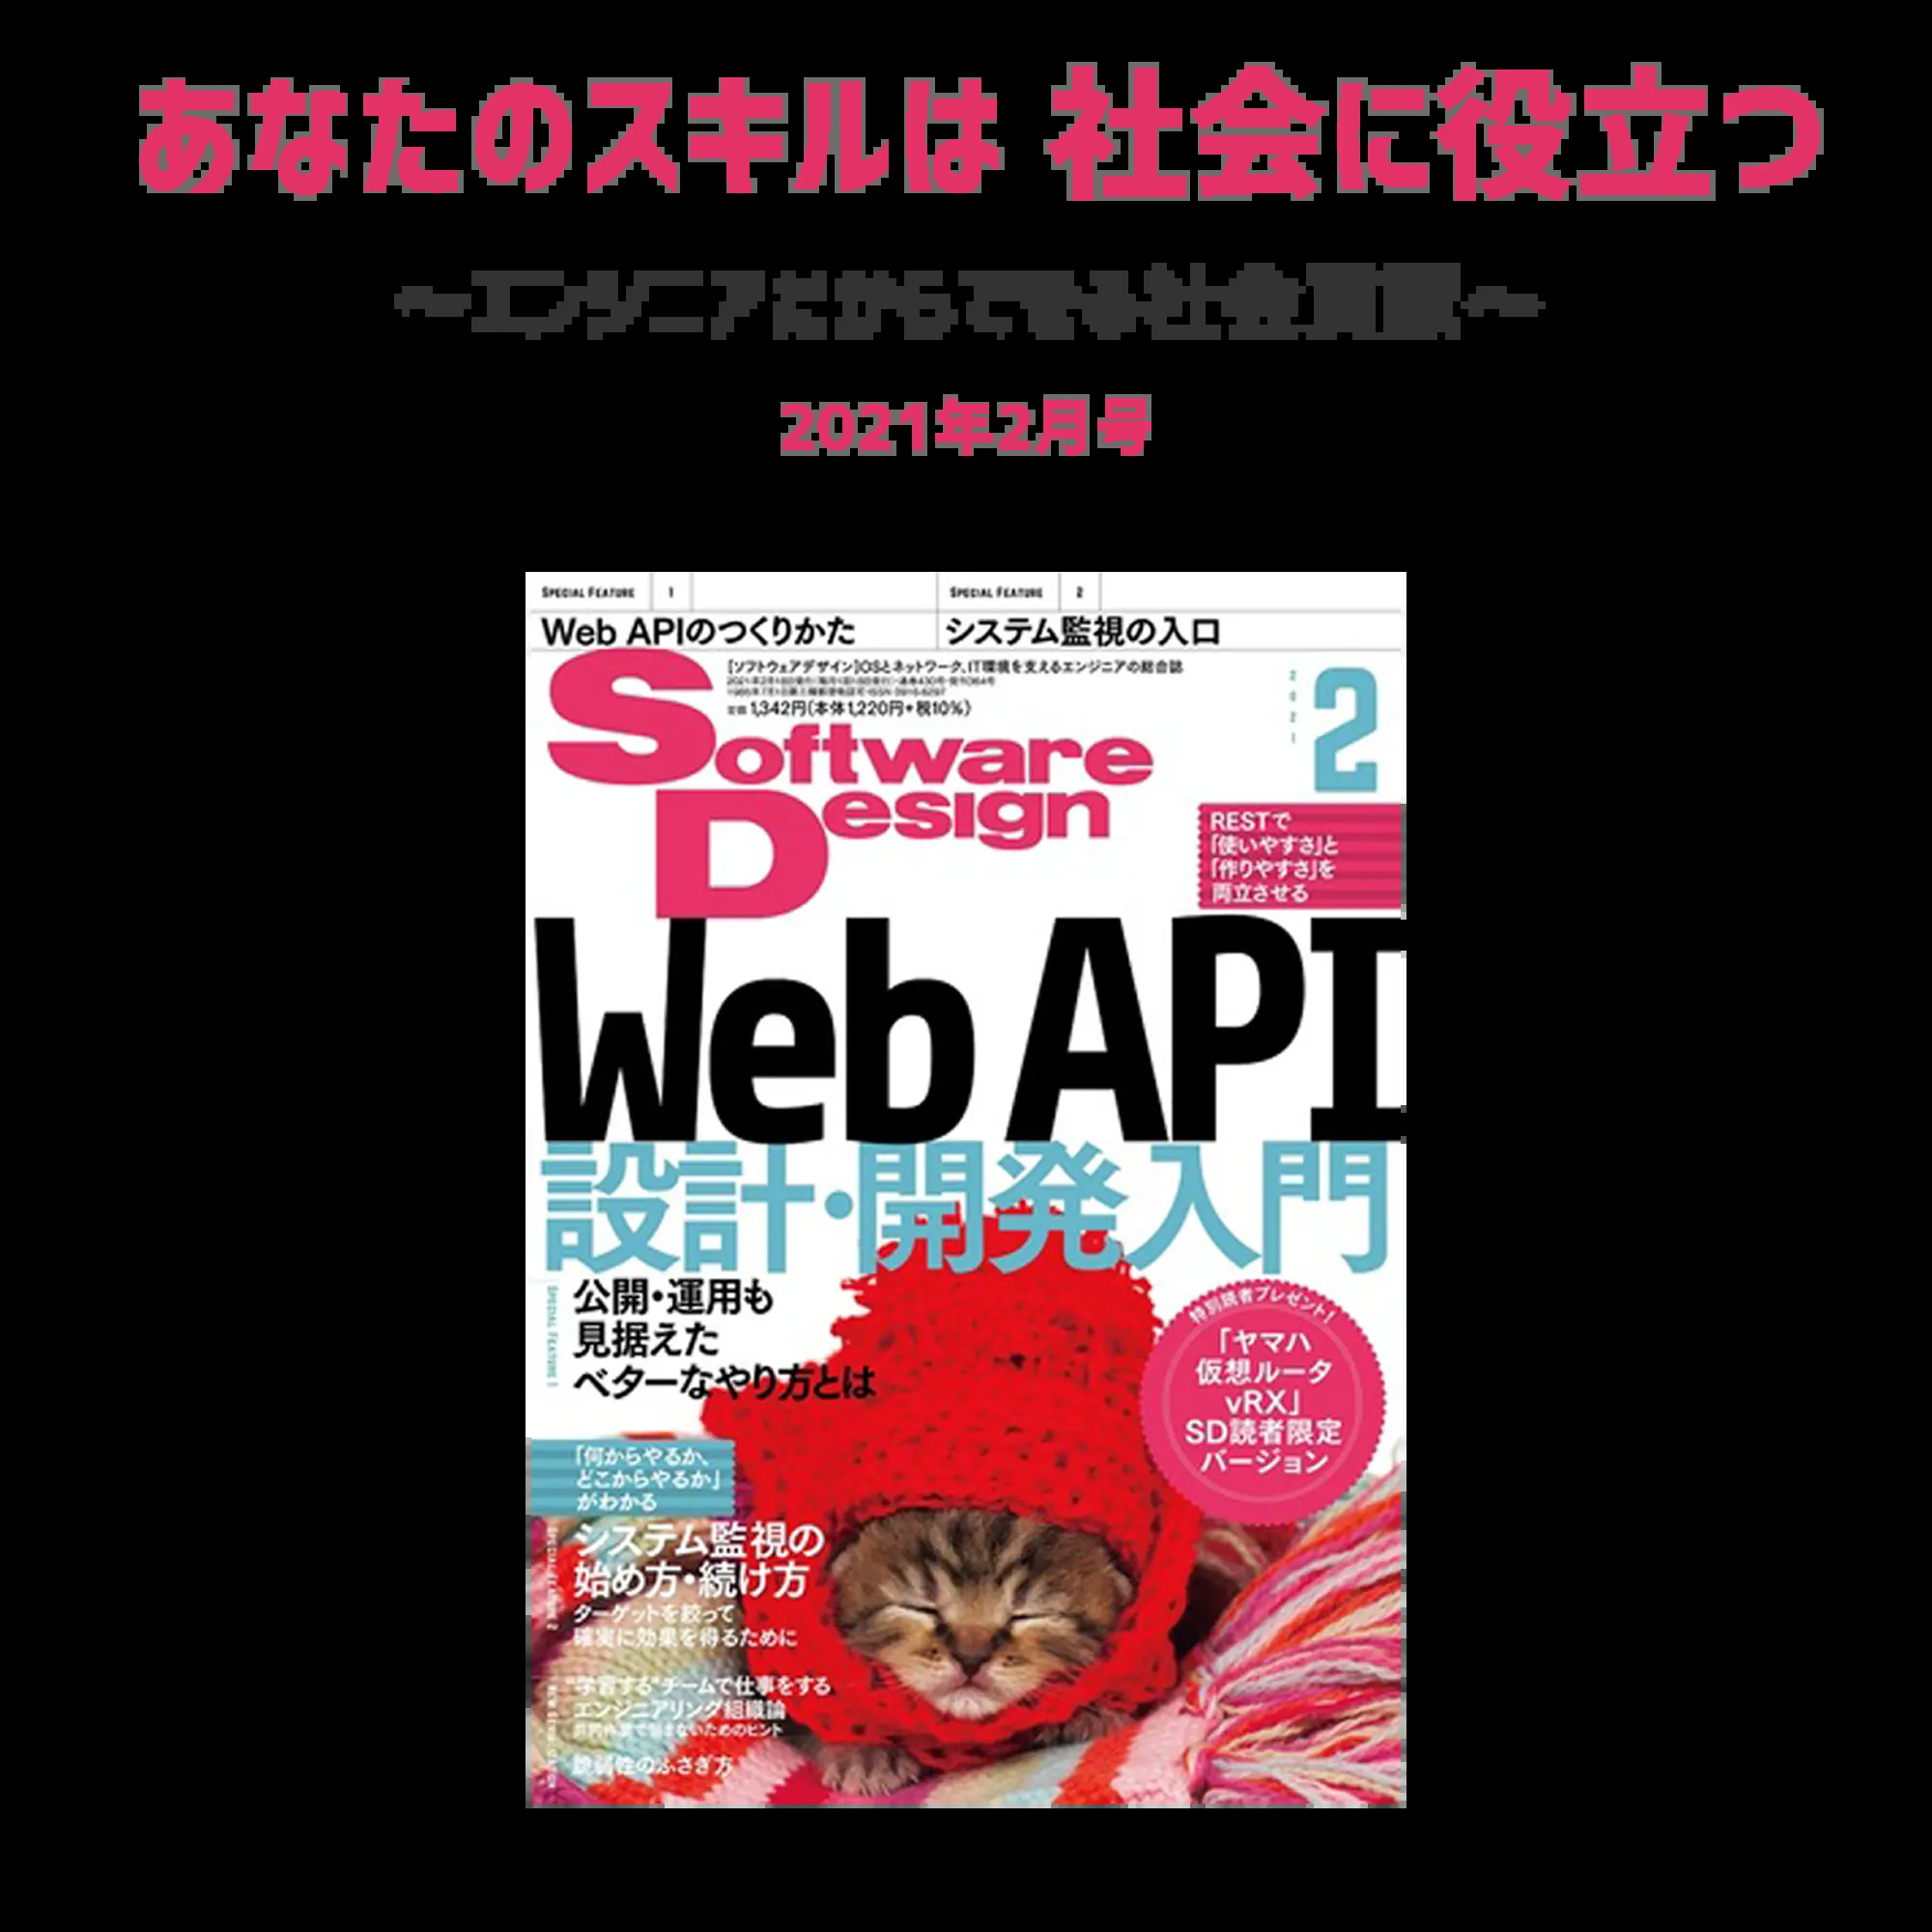 あなたのスキルは 社会に役立つ
〜エンジニアだからできる社会貢献〜
2021年2月号
SPECIAL FEATURE 1
Web APIのつくりかた
SPECIAL FEATURE 2
システム監視の入口
[ソフトウェアデザイン]OSとネットワーク、IT環境を支えるエンジニアの総合誌
定価 1,342円(本体1,220円+税10%)
2021
2
Software
Design
RESTで
「使いやすさ」と
「作りやすさ」を
両立させる
Web API
設計・開発入門
SPECIAL FEATURE 1
公開・運用も
見据えた
ベターなやり方とは
特別読者プレゼント!
「ヤマハ
仮想ルータ
vRX」
SD読者限定
バージョン
「何からやるか、
どこからやるか」
がわかる
SPECIAL FEATURE 2
システム監視の
始め方・続け方
ターゲットを絞って
確実に効果を得るために
"学習する"チームで仕事をする
エンジニアリング組織論
脆弱性のふさぎ方